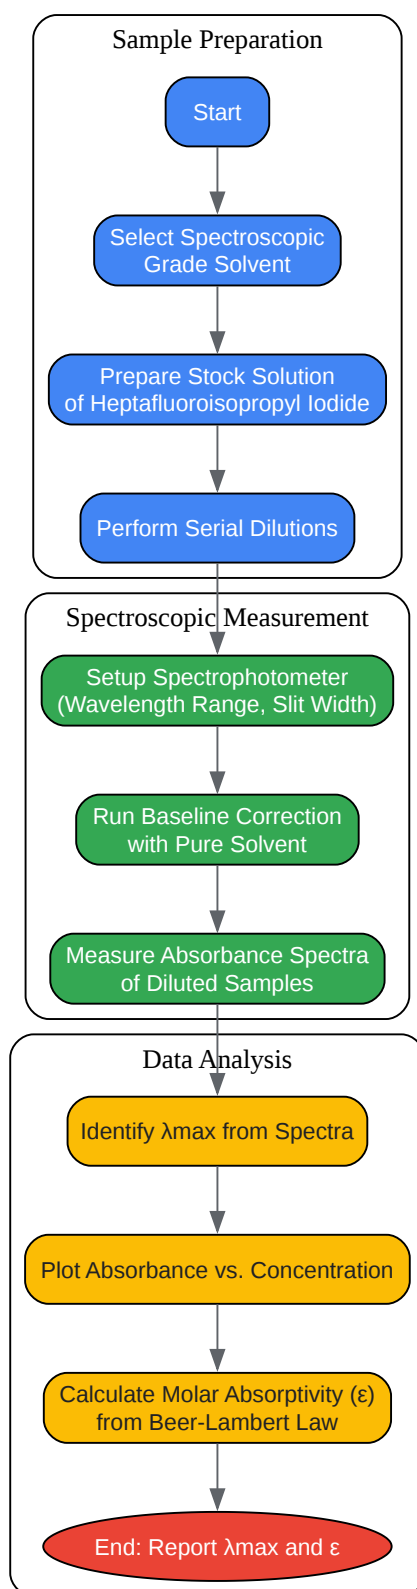 Sample Preparation
Start
Select Spectroscopic
Grade Solvent
Prepare Stock Solution
of Heptafluoroisopropyl Iodide
Perform Serial Dilutions
Spectroscopic Measurement
Setup Spectrophotometer
(Wavelength Range, Slit Width)
Run Baseline Correction
with Pure Solvent
Measure Absorbance Spectra
of Diluted Samples
Data Analysis
Identify λmax from Spectra
Plot Absorbance vs. Concentration
Calculate Molar Absorptivity (ε)
from Beer-Lambert Law
End: Report λmax and ε